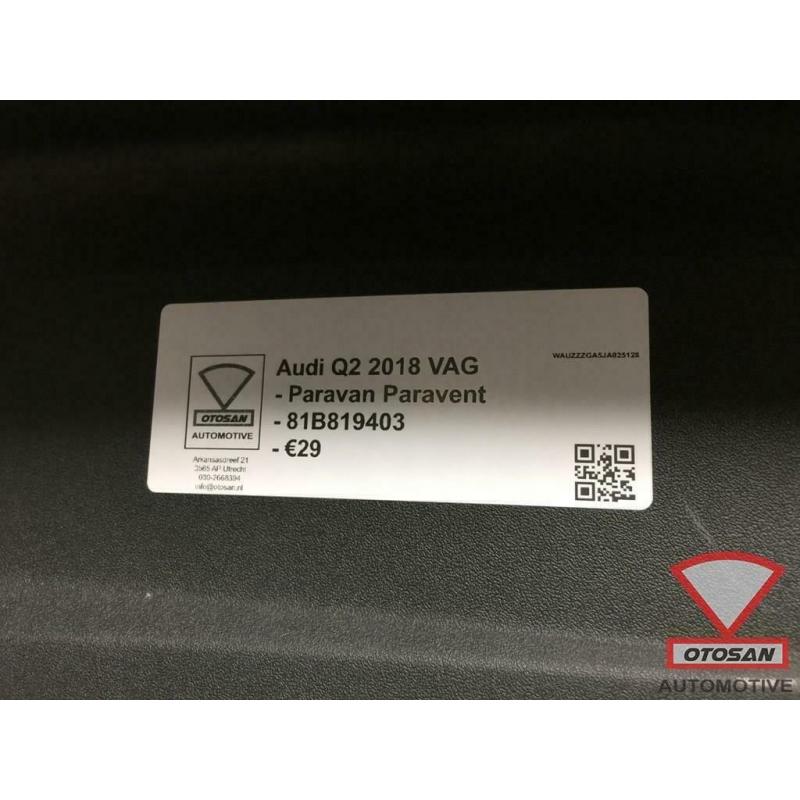 Audi Q2 2018 VAG
- Paravan Paravent
- 81B819403
- €29
WAUZZZGA5JA025128
OTOSAN
AUTOMOTIVE
Arkansasdreef 21
3565 AP Utrecht
030-2668394
info@otosan.nl
OTOSAN
AUTOMOTIVE